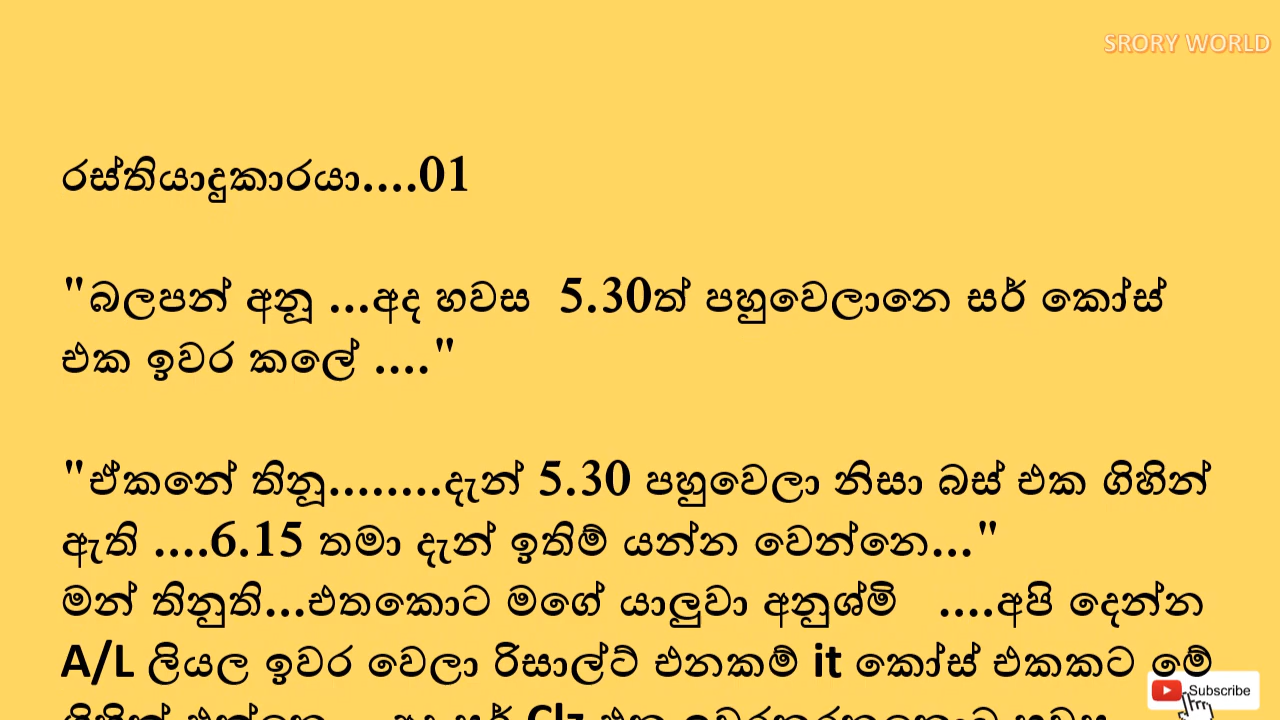 SRORY WORLD
රස්තියාදුකාරයා....01
"බලපන් අනූ ...අද හවස 5.30ත් පහුවෙලානෙ සර් කෝස්
එක ඉවර කලේ ...."
"ඒකනේ තිනූ........දැන් 5.30 පහුවෙලා නිසා බස් එක ගිහින්
ඇති ....6.15 තමා දැන් ඉතිම් යන්න වෙන්නෙ..."
මන් තිනුති...එතකොට මගේ යාලුවා අනුශ්මි ....අපි දෙන්න
A/L ලියල ඉවර වෙලා රිසාල්ට් එනකම් it කෝස් එකකට මේ
Subscribe